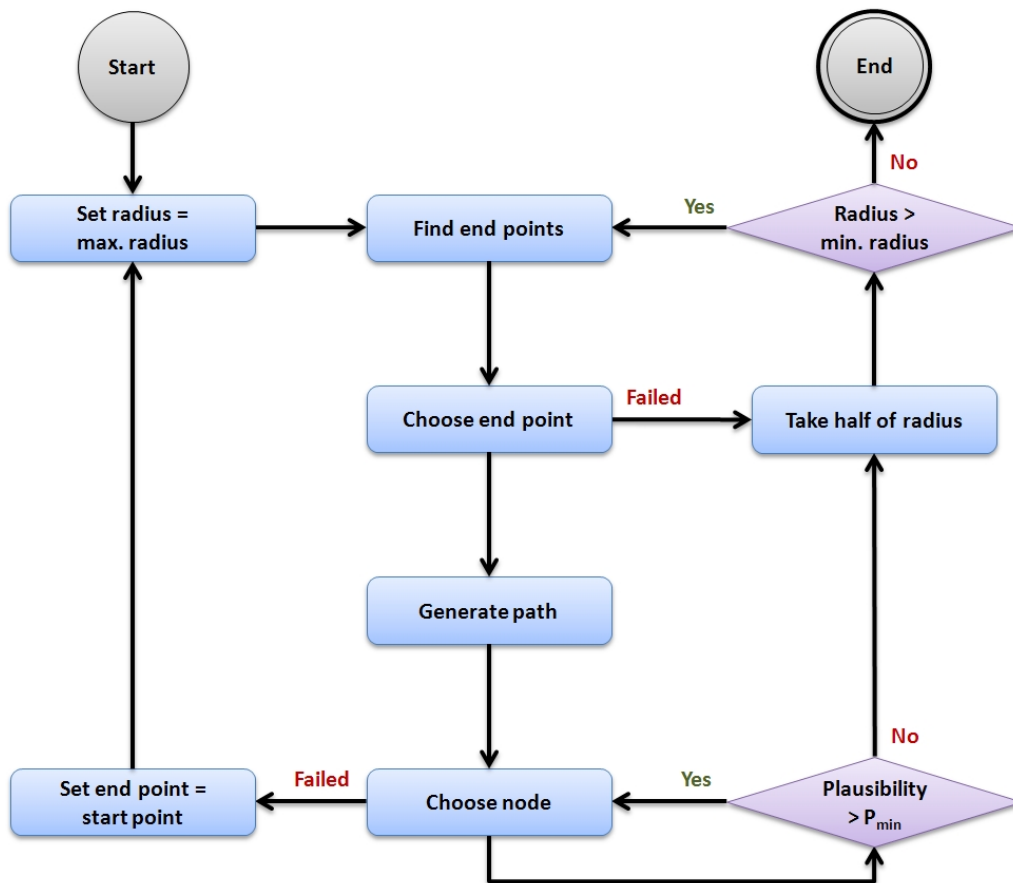 Start
End
No
Set radius =
max. radius
Find end points
Yes
Radius >
min. radius
Choose end point
Failed
Take half of radius
Generate path
No
Set end point =
start point
Failed
Choose node
Yes
Plausibility
> Pmin